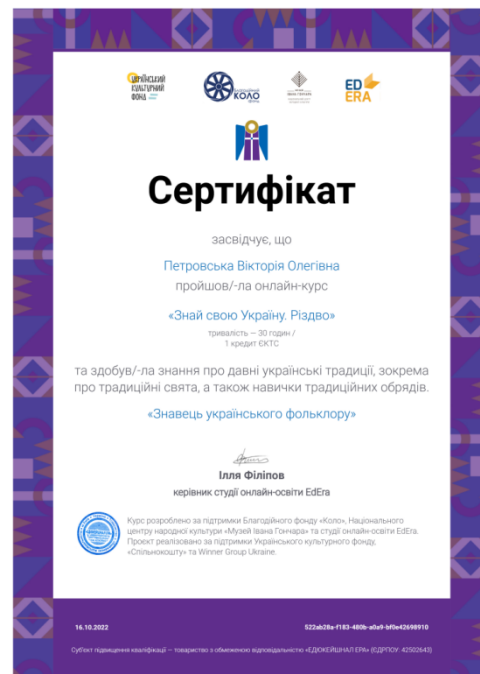 УКРАЇНСЬКИЙ
КУЛЬТУРНИЙ
ФОНД
КОЛО
ED
ERA
Сертифікат
засвідчує, що
Петровська Вікторія Олегівна
пройшов/-ла онлайн-курс
«Знай свою Україну. Різдво»
тривалість — 30 годин /
1 кредит ЄКТС
та здобув/-ла знання про давні українські традиції, зокрема
про традиційні свята, а також навички традиційних обрядів.
«Знавець українського фольклору»
Ілля Філіпов
керівник студії онлайн-освіти EdEra
Курс розроблено за підтримки Благодійного фонду «Коло», Національного
центру народної культури «Музей Івана Гончара» та студії онлайн-освіти EdEra.
Проєкт реалізовано за підтримки Українського культурного фонду,
«Спільнокошту» та Winner Group Ukraine.
16.10.2022
522ab28a-f183-480b-a0a9-bf0e42698910
Суб'єкт підвищення кваліфікації — товариство з обмеженою відповідальністю «ЕДЮКЕЙШНАЛ ЕРА» (ЄДРПОУ: 42502643)